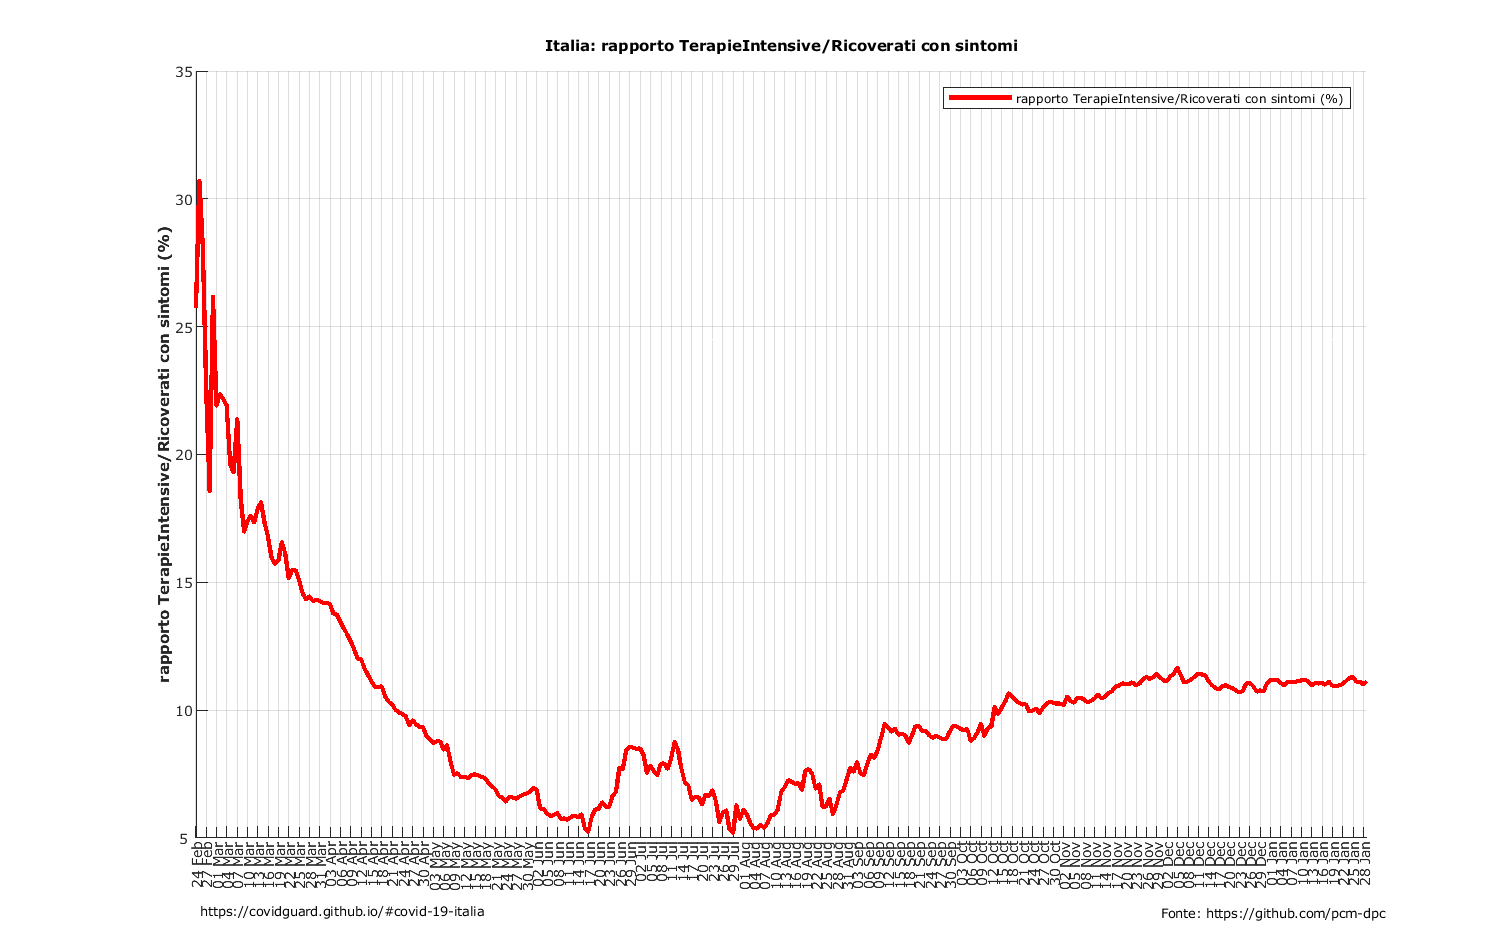 Italia: rapporto TerapieIntensive/Ricoverati con sintomi
rapporto TerapieIntensive/Ricoverati con sintomi (%)
rapporto TerapieIntensive/Ricoverati con sintomi (%)
35
30
25
20
15
10
5
24 Feb
27 Feb
01 Mar
04 Mar
07 Mar
10 Mar
13 Mar
16 Mar
19 Mar
22 Mar
25 Mar
28 Mar
31 Mar
03 Apr
06 Apr
09 Apr
12 Apr
15 Apr
18 Apr
21 Apr
24 Apr
27 Apr
30 Apr
03 May
06 May
09 May
12 May
15 May
18 May
21 May
24 May
27 May
30 May
02 Jun
05 Jun
08 Jun
11 Jun
14 Jun
17 Jun
20 Jun
23 Jun
26 Jun
29 Jun
02 Jul
05 Jul
08 Jul
11 Jul
14 Jul
17 Jul
20 Jul
23 Jul
26 Jul
29 Jul
01 Aug
04 Aug
07 Aug
10 Aug
13 Aug
16 Aug
19 Aug
22 Aug
25 Aug
28 Aug
31 Aug
03 Sep
06 Sep
09 Sep
12 Sep
15 Sep
18 Sep
21 Sep
24 Sep
27 Sep
30 Sep
03 Oct
06 Oct
09 Oct
12 Oct
15 Oct
18 Oct
21 Oct
24 Oct
27 Oct
30 Oct
02 Nov
05 Nov
08 Nov
11 Nov
14 Nov
17 Nov
20 Nov
23 Nov
26 Nov
29 Nov
02 Dec
05 Dec
08 Dec
11 Dec
14 Dec
17 Dec
20 Dec
23 Dec
26 Dec
29 Dec
01 Jan
04 Jan
07 Jan
10 Jan
13 Jan
16 Jan
19 Jan
22 Jan
25 Jan
28 Jan
https://covidguard.github.io/#covid-19-italia
Fonte: https://github.com/pcm-dpc